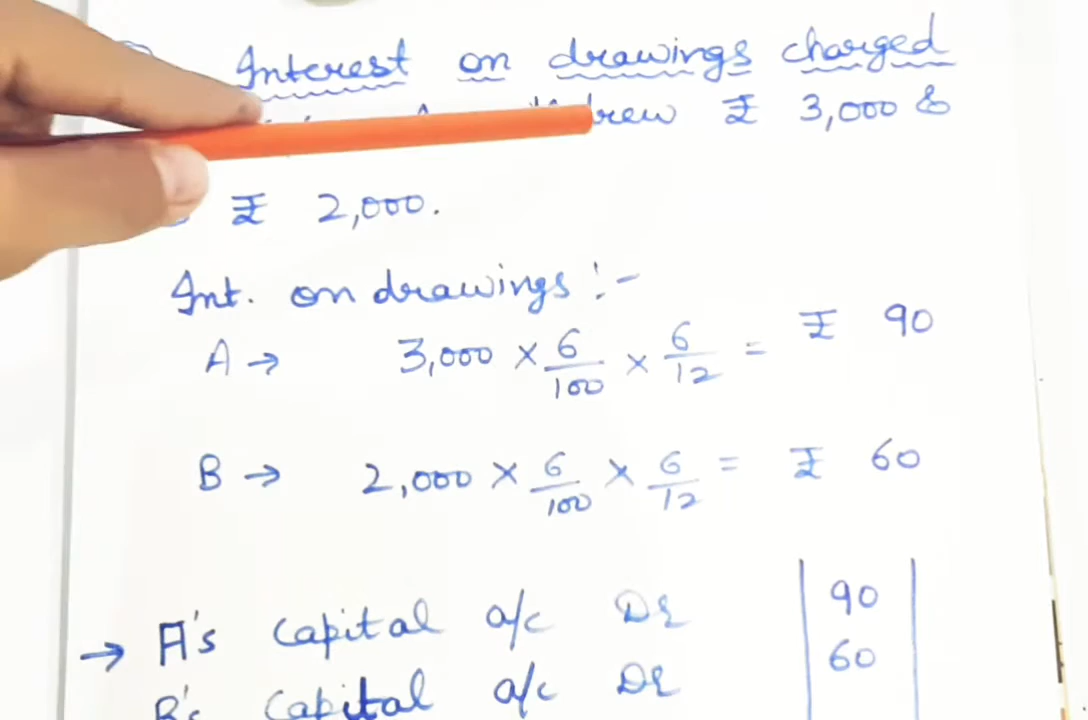 Interest on drawings charged
drew ₹ 3,000 &
₹ 2,000.
Int. on drawings :-
A → 3,000 × 6/100 × 6/12 = ₹ 90
B → 2,000 × 6/100 × 6/12 = ₹ 60
→ A's capital a/c Dr 90
B's capital a/c Dr 60